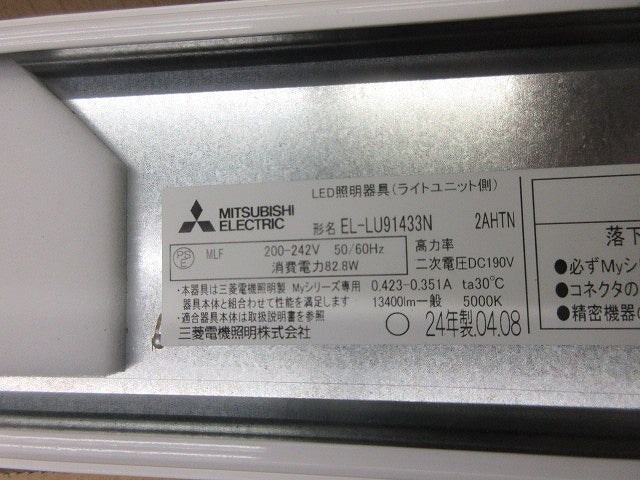 LED照明器具(ライトユニット側)
MITSUBISHI ELECTRIC 形名 EL-LU91433N 2AHTN
PS E MLF 200-242V 50/60Hz 高力率
消費電力82.8W 二次電圧DC190V
・本器具は三菱電機照明製 Myシリーズ専用 0.423-0.351A ta30℃
器具本体と組合わせて性能を満足します 13400lm一般 5000K
・適合器具本体は取扱説明書を参照
三菱電機照明株式会社 24年製.04.08
落下
●必ずMyシ
●コネクタの
●精密機器の